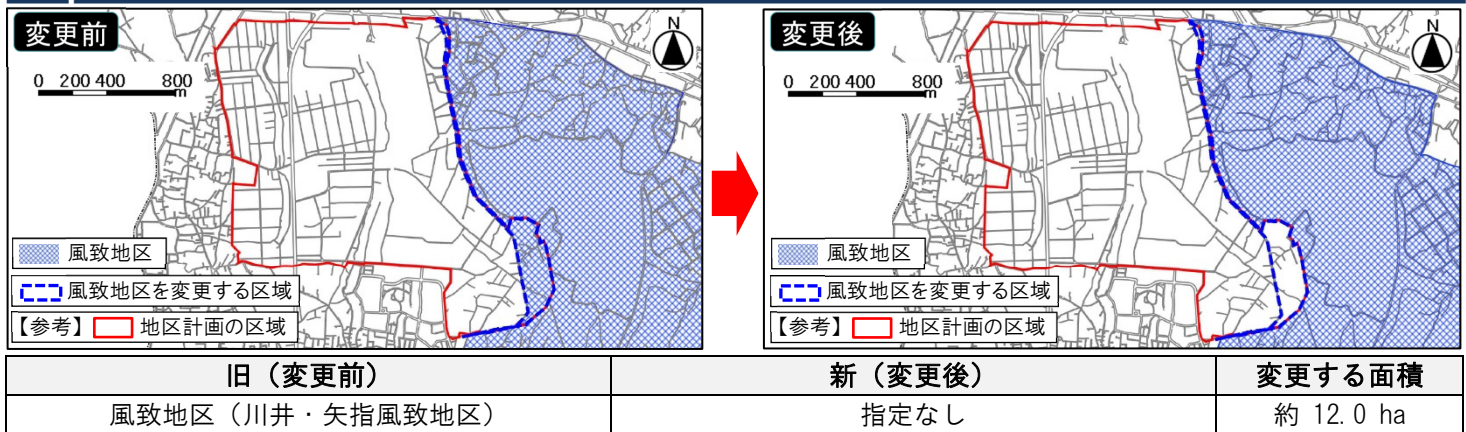 変更前
N
0 200 400 800
m
風致地区
風致地区を変更する区域
【参考】 地区計画の区域
変更後
N
0 200 400 800
m
風致地区
風致地区を変更する区域
【参考】 地区計画の区域
旧（変更前） 新（変更後） 変更する面積
風致地区（川井・矢指風致地区） 指定なし 約 12.0 ha